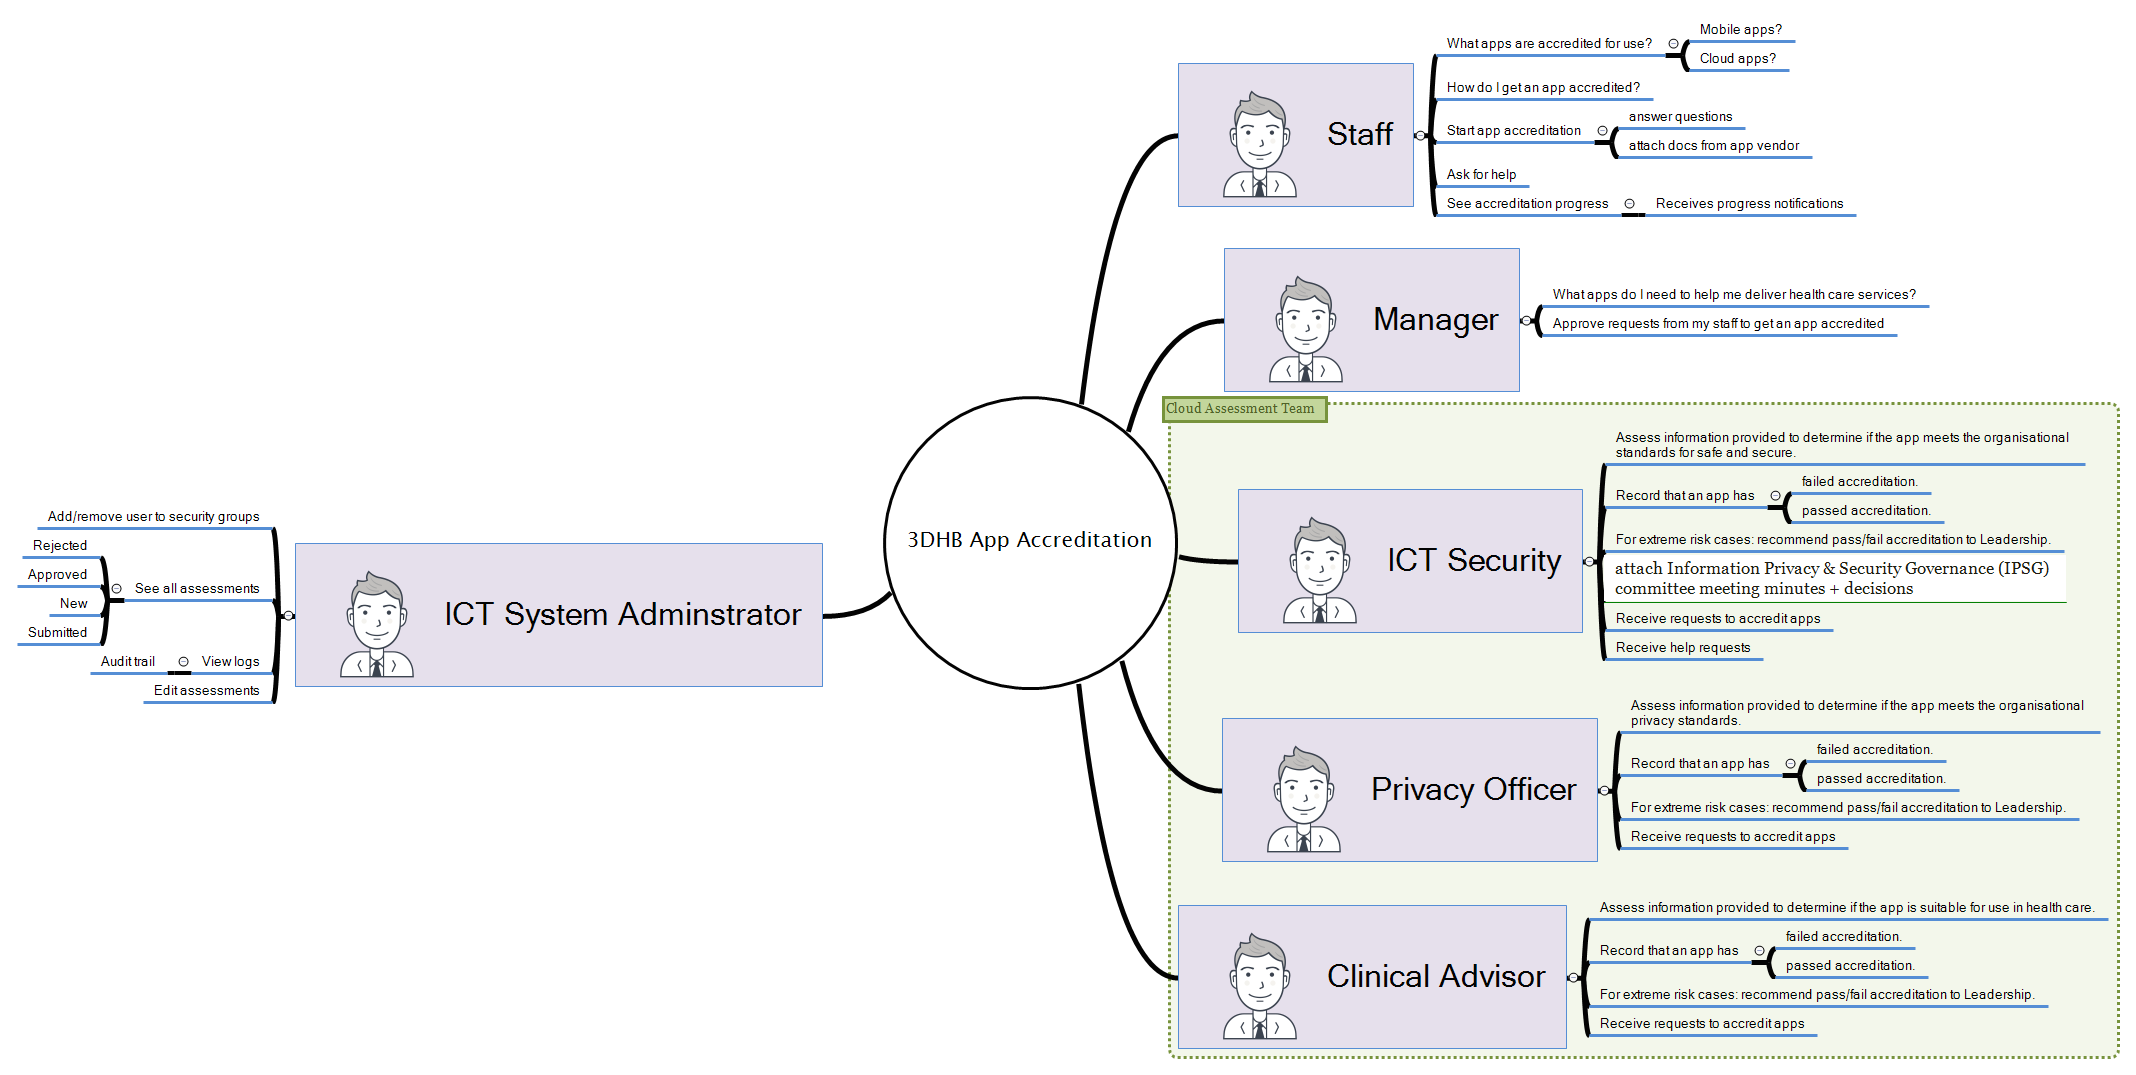 3DHB App Accreditation
Staff
What apps are accredited for use?
Mobile apps?
Cloud apps?
How do I get an app accredited?
Start app accreditation
answer questions
attach docs from app vendor
Ask for help
See accreditation progress
Receives progress notifications
Manager
What apps do I need to help me deliver health care services?
Approve requests from my staff to get an app accredited
Cloud Assessment Team
ICT Security
Assess information provided to determine if the app meets the organisational
standards for safe and secure.
Record that an app has
failed accreditation.
passed accreditation.
For extreme risk cases: recommend pass/fail accreditation to Leadership.
attach Information Privacy & Security Governance (IPSG)
committee meeting minutes + decisions
Receive requests to accredit apps
Receive help requests
Privacy Officer
Assess information provided to determine if the app meets the organisational
privacy standards.
Record that an app has
failed accreditation.
passed accreditation.
For extreme risk cases: recommend pass/fail accreditation to Leadership.
Receive requests to accredit apps
Clinical Advisor
Assess information provided to determine if the app is suitable for use in health care.
Record that an app has
failed accreditation.
passed accreditation.
For extreme risk cases: recommend pass/fail accreditation to Leadership.
Receive requests to accredit apps
ICT System Adminstrator
Add/remove user to security groups
See all assessments
Rejected
Approved
New
Submitted
View logs
Audit trail
Edit assessments